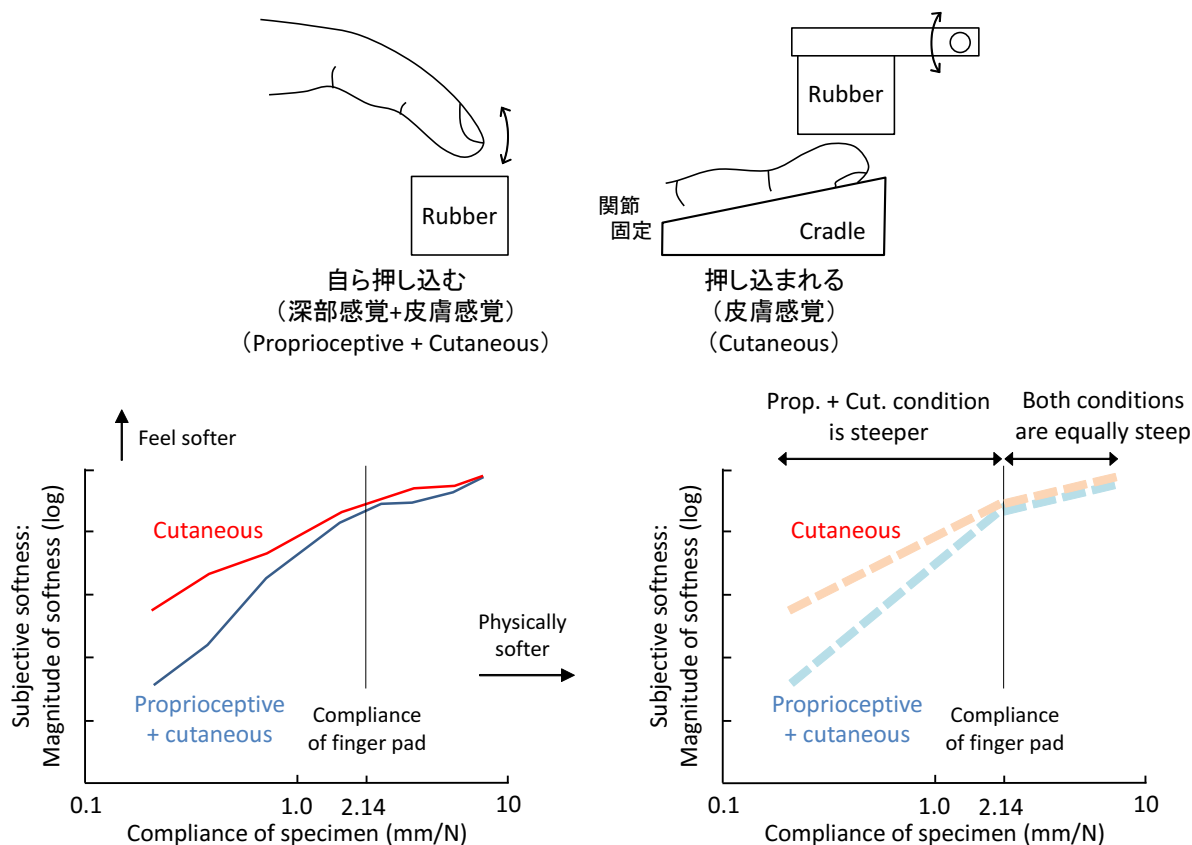 Rubber
自ら押し込む
（深部感覚+皮膚感覚）
（Proprioceptive + Cutaneous）
Rubber
関節
固定
Cradle
押し込まれる
（皮膚感覚）
（Cutaneous）
Feel softer
Subjective softness::
Magnitude of softness (log)
Cutaneous
Proprioceptive
+ cutaneous
Compliance
of finger pad
Physically
softer
0.1
1.0
2.14
10
Compliance of specimen (mm/N)
Prop. + Cut. condition
is steeper
Both conditions
are equally steep
Subjective softness::
Magnitude of softness (log)
Cutaneous
Proprioceptive
+ cutaneous
Compliance
of finger pad
0.1
1.0
2.14
10
Compliance of specimen (mm/N)